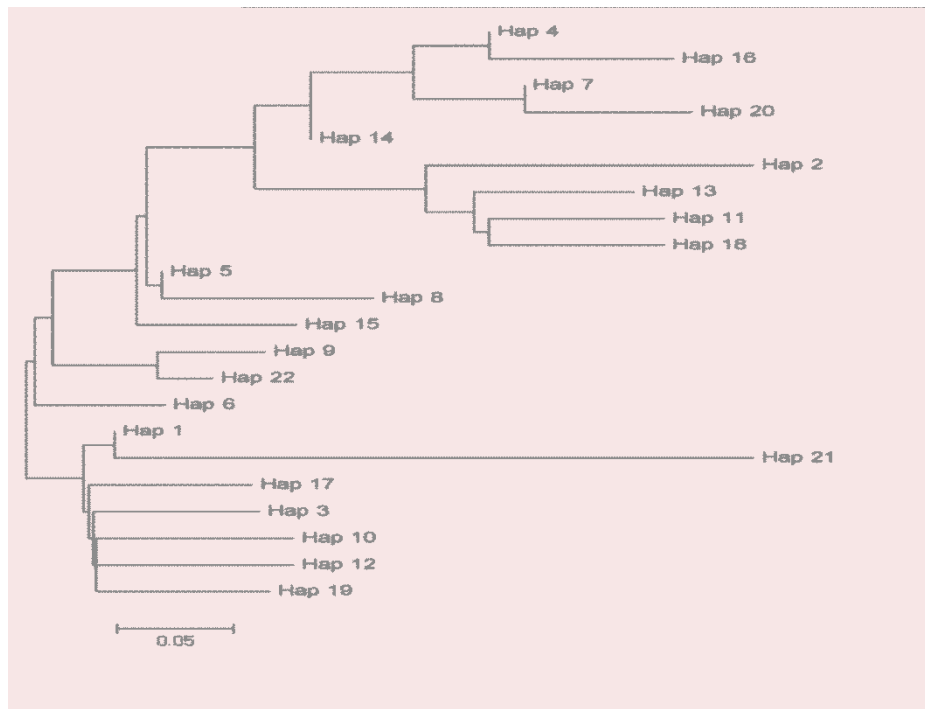 Hap 4
Hap 16
Hap 7
Hap 20
Hap 14
Hap 2
Hap 13
Hap 11
Hap 18
Hap 5
Hap 8
Hap 15
Hap 9
Hap 22
Hap 6
Hap 1
Hap 21
Hap 17
Hap 3
Hap 10
Hap 12
Hap 19
0.05